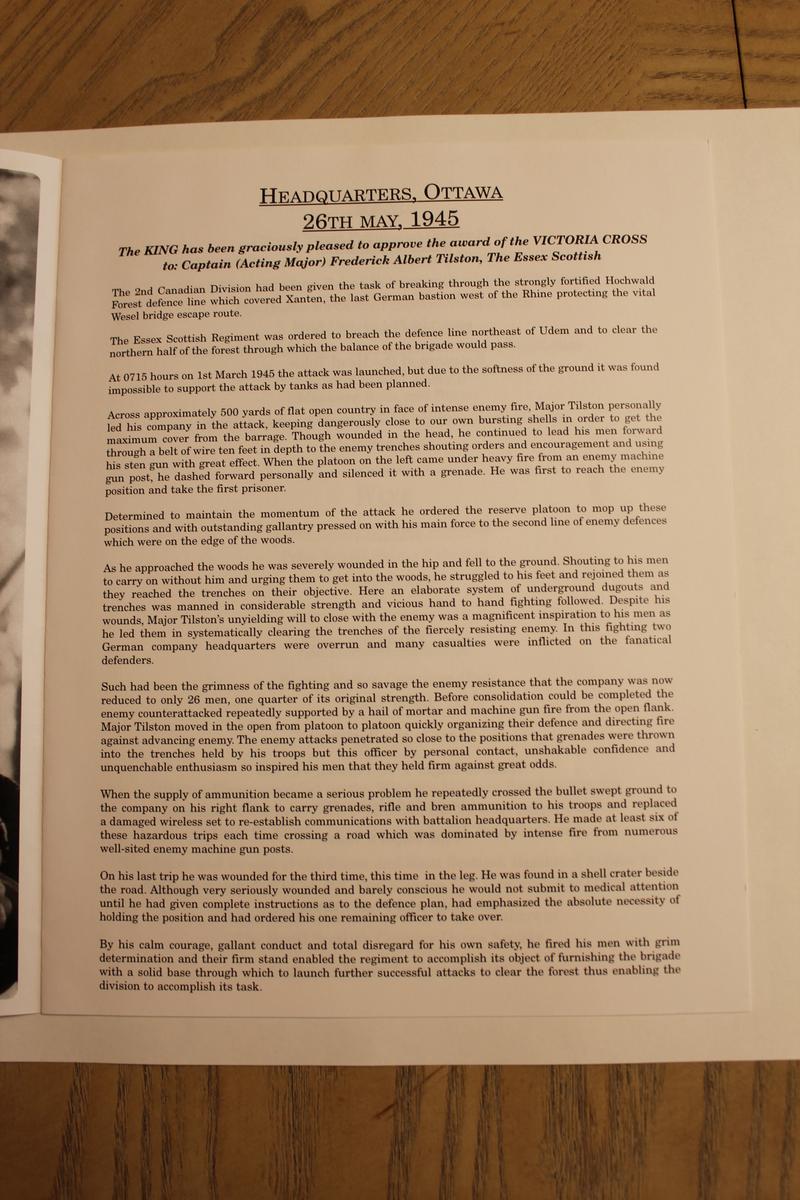 HEADQUARTERS, OTTAWA
26TH MAY, 1945
The KING has been graciously pleased to approve the award of the VICTORIA CROSS
to: Captain (Acting Major) Frederick Albert Tilston, The Essex Scottish
The 2nd Canadian Division had been given the task of breaking through the strongly fortified Hochwald
Forest defence line which covered Xanten, the last German bastion west of the Rhine protecting the vital
Wesel bridge escape route.
The Essex Scottish Regiment was ordered to breach the defence line northeast of Udem and to clear the
northern half of the forest through which the balance of the brigade would pass.
At 0715 hours on 1st March 1945 the attack was launched, but due to the softness of the ground it was found
impossible to support the attack by tanks as had been planned.
Across approximately 500 yards of flat open country in face of intense enemy fire, Major Tilston personally
led his company in the attack, keeping dangerously close to our own bursting shells in order to get the
maximum cover from the barrage. Though wounded in the head, he continued to lead his men forward
through a belt of wire ten feet in depth to the enemy trenches shouting orders and encouragement and using
his sten gun with great effect. When the platoon on the left came under heavy fire from an enemy machine
gun post, he dashed forward personally and silenced it with a grenade. He was first to reach the enemy
position and take the first prisoner.
Determined to maintain the momentum of the attack he ordered the reserve platoon to mop up these
positions and with outstanding gallantry pressed on with his main force to the second line of enemy defences
which were on the edge of the woods.
As he approached the woods he was severely wounded in the hip and fell to the ground. Shouting to his men
to carry on without him and urging them to get into the woods, he struggled to his feet and rejoined them as
they reached the trenches on their objective. Here an elaborate system of underground dugouts and
trenches was manned in considerable strength and vicious hand to hand fighting followed. Despite his
wounds, Major Tilston's unyielding will to close with the enemy was a magnificent inspiration to his men as
he led them in systematically clearing the trenches of the fiercely resisting enemy. In this fighting two
German company headquarters were overrun and many casualties were inflicted on the fanatical
defenders.
Such had been the grimness of the fighting and so savage the enemy resistance that the company was now
reduced to only 26 men, one quarter of its original strength. Before consolidation could be completed the
enemy counterattacked repeatedly supported by a hail of mortar and machine gun fire from the open flank.
Major Tilston moved in the open from platoon to platoon quickly organizing their defence and directing fire
against advancing enemy. The enemy attacks penetrated so close to the positions that grenades were thrown
into the trenches held by his troops but this officer by personal contact, unshakable confidence and
unquenchable enthusiasm so inspired his men that they held firm against great odds.
When the supply of ammunition became a serious problem he repeatedly crossed the bullet swept ground to
the company on his right flank to carry grenades, rifle and bren ammunition to his troops and replaced
a damaged wireless set to re-establish communications with battalion headquarters. He made at least six of
these hazardous trips each time crossing a road which was dominated by intense fire from numerous
well-sited enemy machine gun posts.
On his last trip he was wounded for the third time, this time in the leg. He was found in a shell crater beside
the road. Although very seriously wounded and barely conscious he would not submit to medical attention
until he had given complete instructions as to the defence plan, had emphasized the absolute necessity of
holding the position and had ordered his one remaining officer to take over.
By his calm courage, gallant conduct and total disregard for his own safety, he fired his men with grim
determination and their firm stand enabled the regiment to accomplish its object of furnishing the brigade
with a solid base through which to launch further successful attacks to clear the forest thus enabling the
division to accomplish its task.